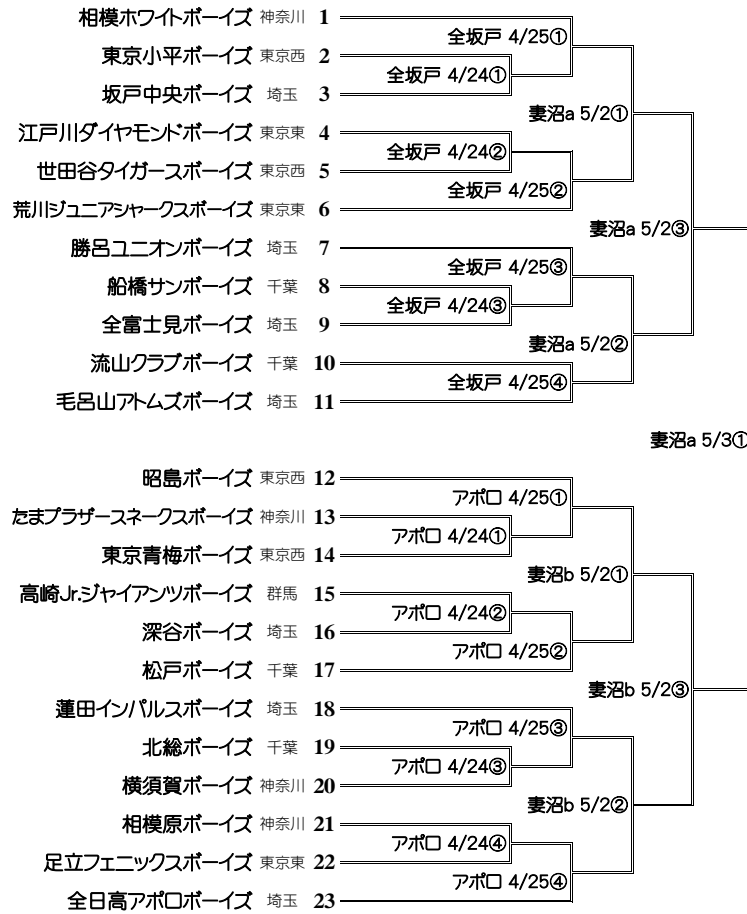 相模ホワイトボーイズ 神奈川 1
全坂戸 4/25①
東京小平ボーイズ 東京西 2
全坂戸 4/24①
坂戸中央ボーイズ 埼玉 3
妻沼a 5/2①
江戸川ダイヤモンドボーイズ 東京東 4
全坂戸 4/24②
世田谷タイガースボーイズ 東京西 5
全坂戸 4/25②
荒川ジュニアシャークスボーイズ 東京東 6
妻沼a 5/2③
勝呂ユニオンボーイズ 埼玉 7
全坂戸 4/25③
船橋サンボーイズ 千葉 8
全坂戸 4/24③
全富士見ボーイズ 埼玉 9
妻沼a 5/2②
流山クラブボーイズ 千葉 10
全坂戸 4/25④
毛呂山アトムズボーイズ 埼玉 11
妻沼a 5/3①
昭島ボーイズ 東京西 12
アポロ 4/25①
たまプラザースネークスボーイズ 神奈川 13
アポロ 4/24①
東京青梅ボーイズ 東京西 14
妻沼b 5/2①
高崎Jr.ジャイアンツボーイズ 群馬 15
アポロ 4/24②
深谷ボーイズ 埼玉 16
アポロ 4/25②
松戸ボーイズ 千葉 17
妻沼b 5/2③
蓮田インパルスボーイズ 埼玉 18
アポロ 4/25③
北総ボーイズ 千葉 19
アポロ 4/24③
横須賀ボーイズ 神奈川 20
妻沼b 5/2②
相模原ボーイズ 神奈川 21
アポロ 4/24④
足立フェニックスボーイズ 東京東 22
アポロ 4/25④
全日高アポロボーイズ 埼玉 23